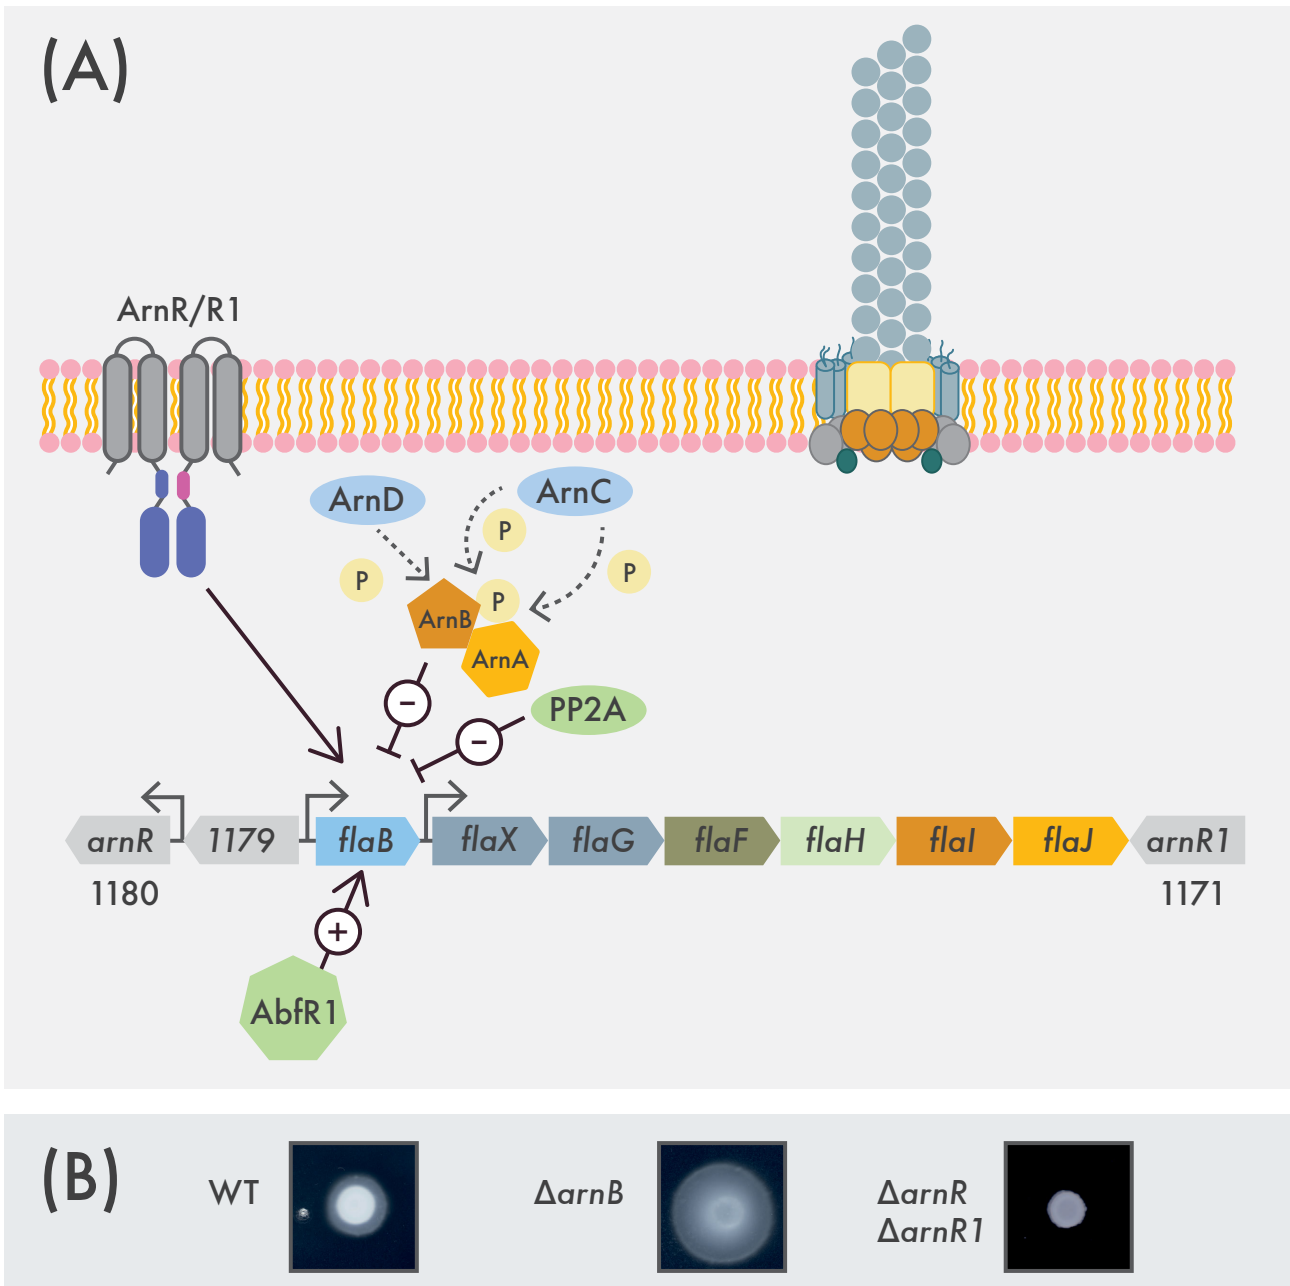 (A)
ArnR/R1
ArnD
ArnC
P
P
P
P
ArnB
ArnA
PP2A
−
−
arnR
1179
flaB
flaX
flaG
flaF
flaH
flaI
flaJ
arnR1
1180
1171
+
AbfR1
(B)
WT
ΔarnB
ΔarnR
ΔarnR1